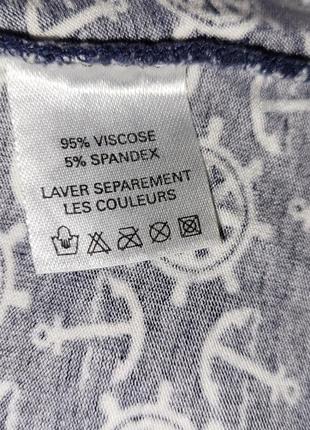 95% VISCOSE
5% SPANDEX
LAVER SEPAREMENT
LES COULEURS